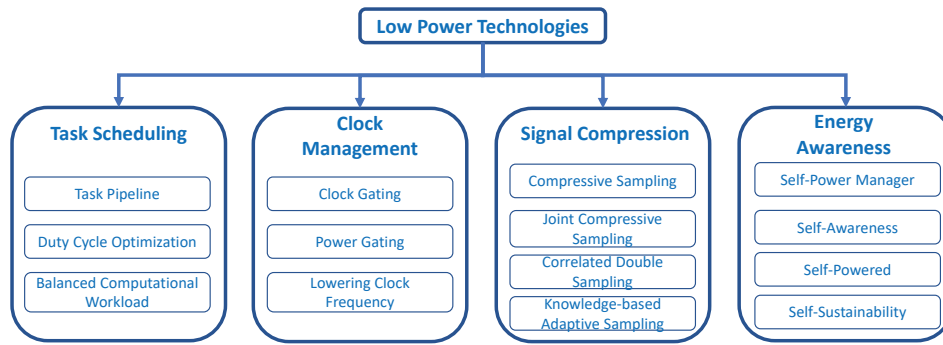 Low Power Technologies
Task Scheduling
Task Pipeline
Duty Cycle Optimization
Balanced Computational
Workload
Clock
Management
Clock Gating
Power Gating
Lowering Clock
Frequency
Signal Compression
Compressive Sampling
Joint Compressive
Sampling
Correlated Double
Sampling
Knowledge-based
Adaptive Sampling
Energy
Awareness
Self-Power Manager
Self-Awareness
Self-Powered
Self-Sustainability